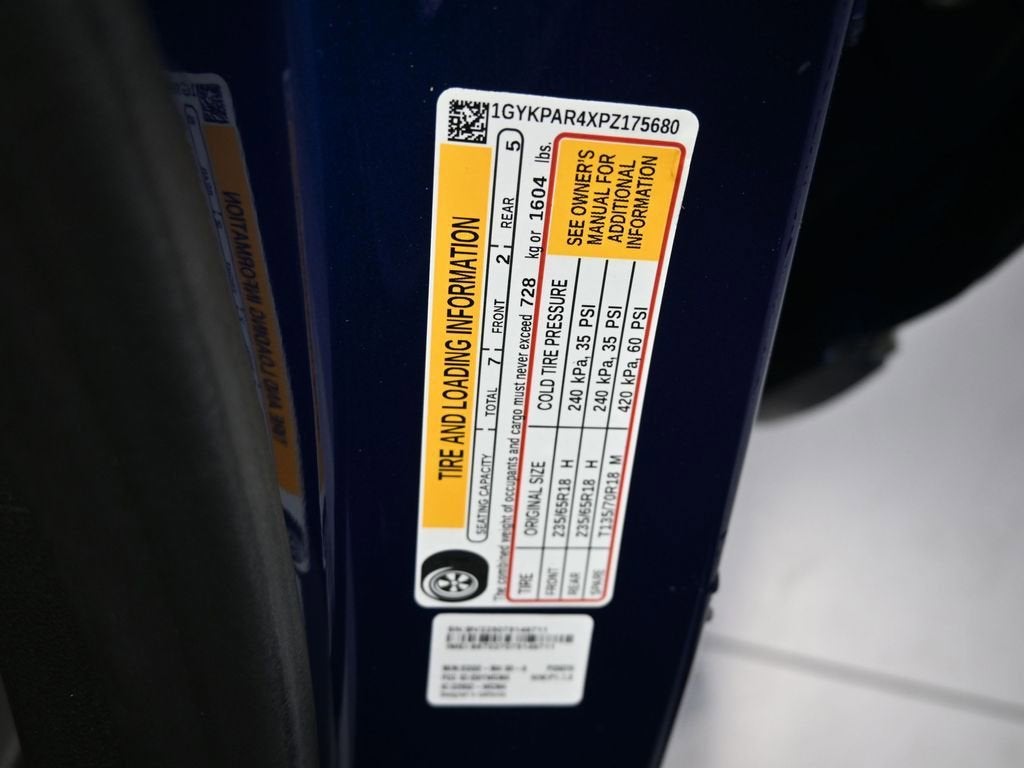 1GYKPAR4XPZ175680
TIRE AND LOADING INFORMATION
SEATING CAPACITY TOTAL 7 FRONT 2 REAR 5
The combined weight of occupants and cargo must never exceed 728 kg or 1604 lbs.
TIRE ORIGINAL SIZE COLD TIRE PRESSURE
FRONT 235/65R18 H 240 kPa, 35 PSI
REAR 235/65R18 H 240 kPa, 35 PSI
SPARE T135/70R18 M 420 kPa, 60 PSI
SEE OWNER'S
MANUAL FOR
ADDITIONAL
INFORMATION